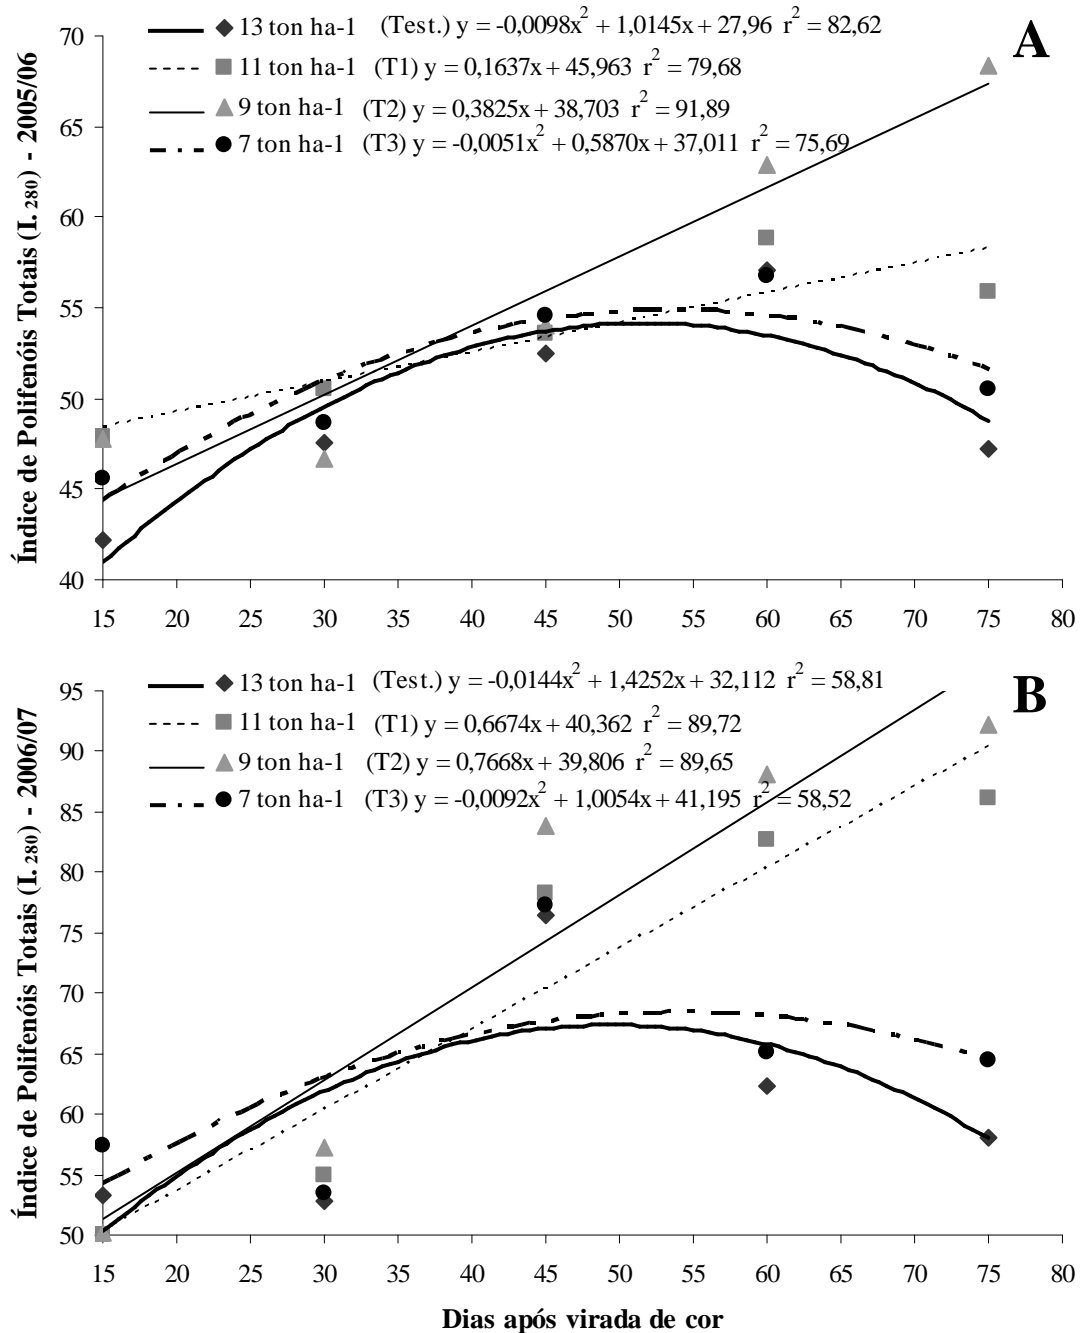 13 ton ha-1 (Test.) y = -0,0098x² + 1,0145x + 27,96 r² = 82,62
11 ton ha-1 (T1) y = 0,1637x + 45,963 r² = 79,68
9 ton ha-1 (T2) y = 0,3825x + 38,703 r² = 91,89
7 ton ha-1 (T3) y = -0,0051x² + 0,5870x + 37,011 r² = 75,69
A
Índice de Polifenóis Totais (I. 280) - 2005/06
70
65
60
55
50
45
40
15 20 25 30 35 40 45 50 55 60 65 70 75 80
13 ton ha-1 (Test.) y = -0,0144x² + 1,4252x + 32,112 r² = 58,81
11 ton ha-1 (T1) y = 0,6674x + 40,362 r² = 89,72
9 ton ha-1 (T2) y = 0,7668x + 39,806 r² = 89,65
7 ton ha-1 (T3) y = -0,0092x² + 1,0054x + 41,195 r² = 58,52
B
Índice de Polifenóis Totais (I. 280) - 2006/07
95
90
85
80
75
70
65
60
55
50
15 20 25 30 35 40 45 50 55 60 65 70 75 80
Dias após virada de cor